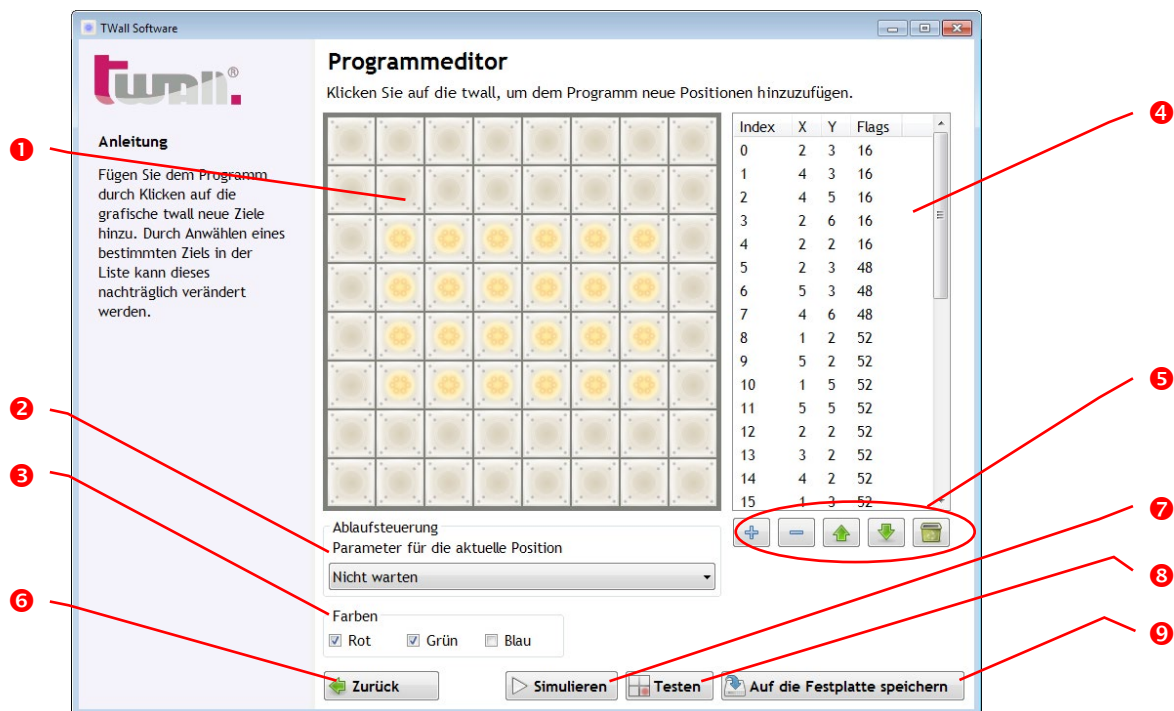 TWall Software
twall.®
Programmeditor
Klicken Sie auf die twall, um dem Programm neue Positionen hinzuzufügen.
Anleitung
Fügen Sie dem Programm
durch Klicken auf die
grafische twall neue Ziele
hinzu. Durch Anwählen eines
bestimmten Ziels in der
Liste kann dieses
nachträglich verändert
werden.
Index X Y Flags
0 2 3 16
1 4 3 16
2 4 5 16
3 2 6 16
4 2 2 16
5 2 3 48
6 5 3 48
7 4 6 48
8 1 2 52
9 5 2 52
10 1 5 52
11 5 5 52
12 2 2 52
13 3 2 52
14 4 2 52
15 1 3 52
Ablaufsteuerung
Parameter für die aktuelle Position
Nicht warten
Farben
Rot Grün Blau
Zurück
Simulieren
Testen
Auf die Festplatte speichern
1
2
3
6
4
5
7
8
9